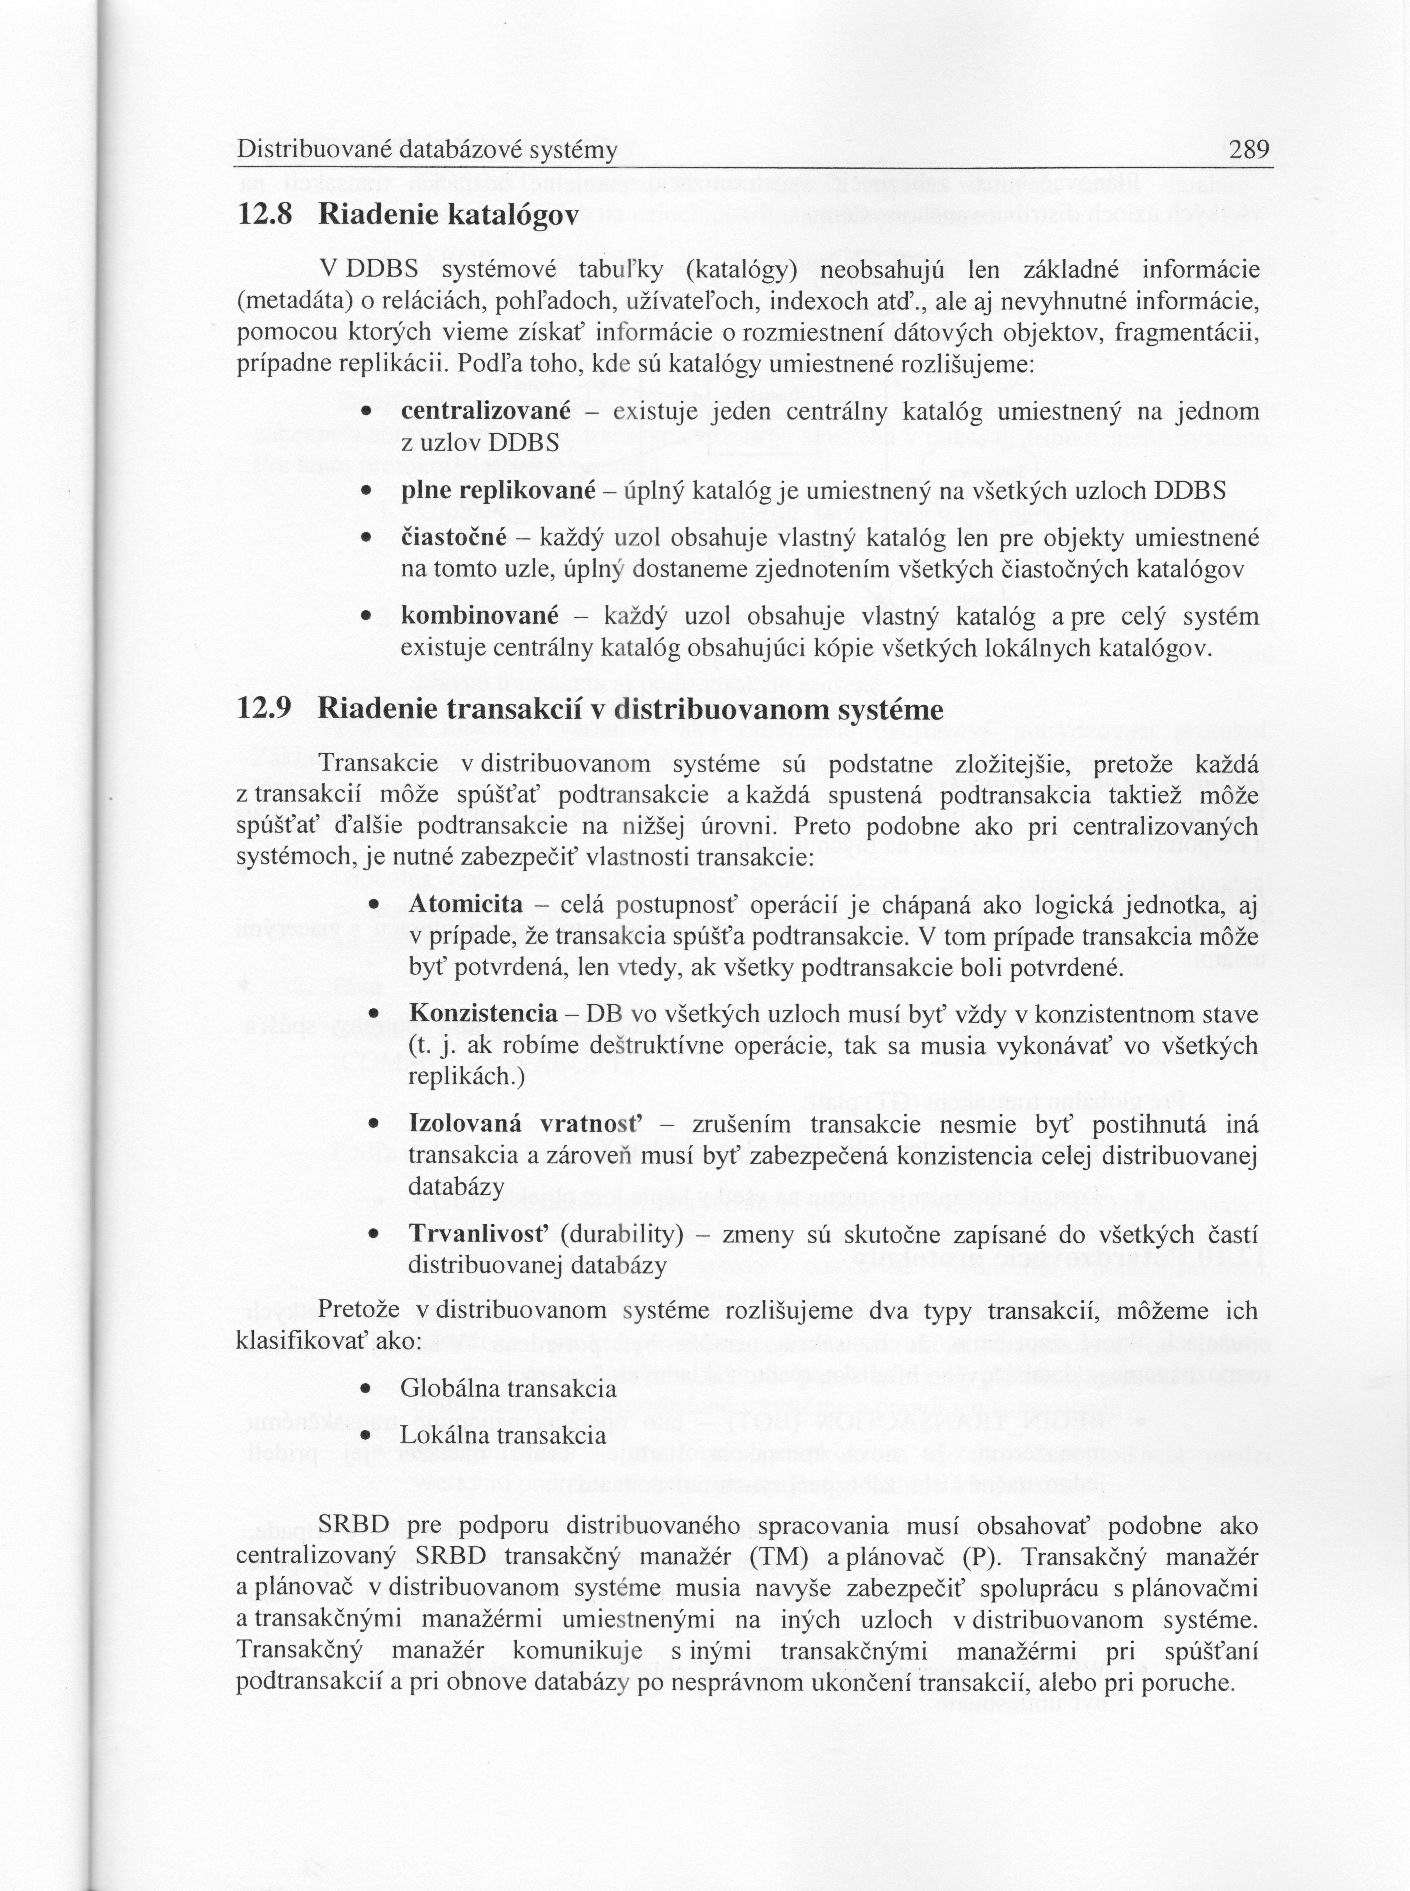 Distribuované databázové systémy 289
12.8 Riadenie katalógov
V DDBS systémové tabuľky (katalógy) neobsahujú len základné informácie
(metadáta) o reláciách, pohľadoch, užívateľoch, indexoch atď., ale aj nevyhnutné informácie,
pomocou ktorých vieme získať informácie o rozmiestnení dátových objektov, fragmentácii,
prípadne replikácii. Podľa toho, kde sú katalógy umiestnené rozlišujeme:
• centralizované – existuje jeden centrálny katalóg umiestnený na jednom
z uzlov DDBS
• plne replikované – úplný katalóg je umiestnený na všetkých uzloch DDBS
• čiastočné – každý uzol obsahuje vlastný katalóg len pre objekty umiestnené
na tomto uzle, úplný dostaneme zjednotením všetkých čiastočných katalógov
• kombinované – každý uzol obsahuje vlastný katalóg a pre celý systém
existuje centrálny katalóg obsahujúci kópie všetkých lokálnych katalógov.
12.9 Riadenie transakcií v distribuovanom systéme
Transakcie v distribuovanom systéme sú podstatne zložitejšie, pretože každá
z transakcií môže spúšťať podtransakcie a každá spustená podtransakcia taktiež môže
spúšťať ďalšie podtransakcie na nižšej úrovni. Preto podobne ako pri centralizovaných
systémoch, je nutné zabezpečiť vlastnosti transakcie:
• Atomicita – celá postupnosť operácií je chápaná ako logická jednotka, aj
v prípade, že transakcia spúšťa podtransakcie. V tom prípade transakcia môže
byť potvrdená, len vtedy, ak všetky podtransakcie boli potvrdené.
• Konzistencia – DB vo všetkých uzloch musí byť vždy v konzistentnom stave
(t. j. ak robíme deštruktívne operácie, tak sa musia vykonávať vo všetkých
replikách.)
• Izolovaná vratnosť – zrušením transakcie nesmie byť postihnutá iná
transakcia a zároveň musí byť zabezpečená konzistencia celej distribuovanej
databázy
• Trvanlivosť (durability) – zmeny sú skutočne zapísané do všetkých častí
distribuovanej databázy
Pretože v distribuovanom systéme rozlišujeme dva typy transakcií, môžeme ich
klasifikovať ako:
• Globálna transakcia
• Lokálna transakcia
SRBD pre podporu distribuovaného spracovania musí obsahovať podobne ako
centralizovaný SRBD transakčný manažér (TM) a plánovač (P). Transakčný manažér
a plánovač v distribuovanom systéme musia navyše zabezpečiť spoluprácu s plánovačmi
a transakčnými manažérmi umiestnenými na iných uzloch v distribuovanom systéme.
Transakčný manažér komunikuje s inými transakčnými manažérmi pri spúšťaní
podtransakcií a pri obnove databázy po nesprávnom ukončení transakcií, alebo pri poruche.